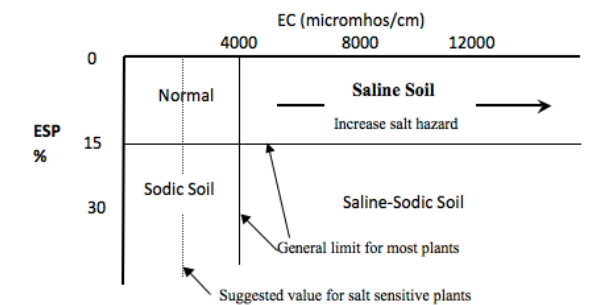 EC (micromhos/cm)
4000 8000 12000
0
Normal
Saline Soil
Increase salt hazard
ESP
%
15
Sodic Soil
30
Saline-Sodic Soil
General limit for most plants
Suggested value for salt sensitive plants